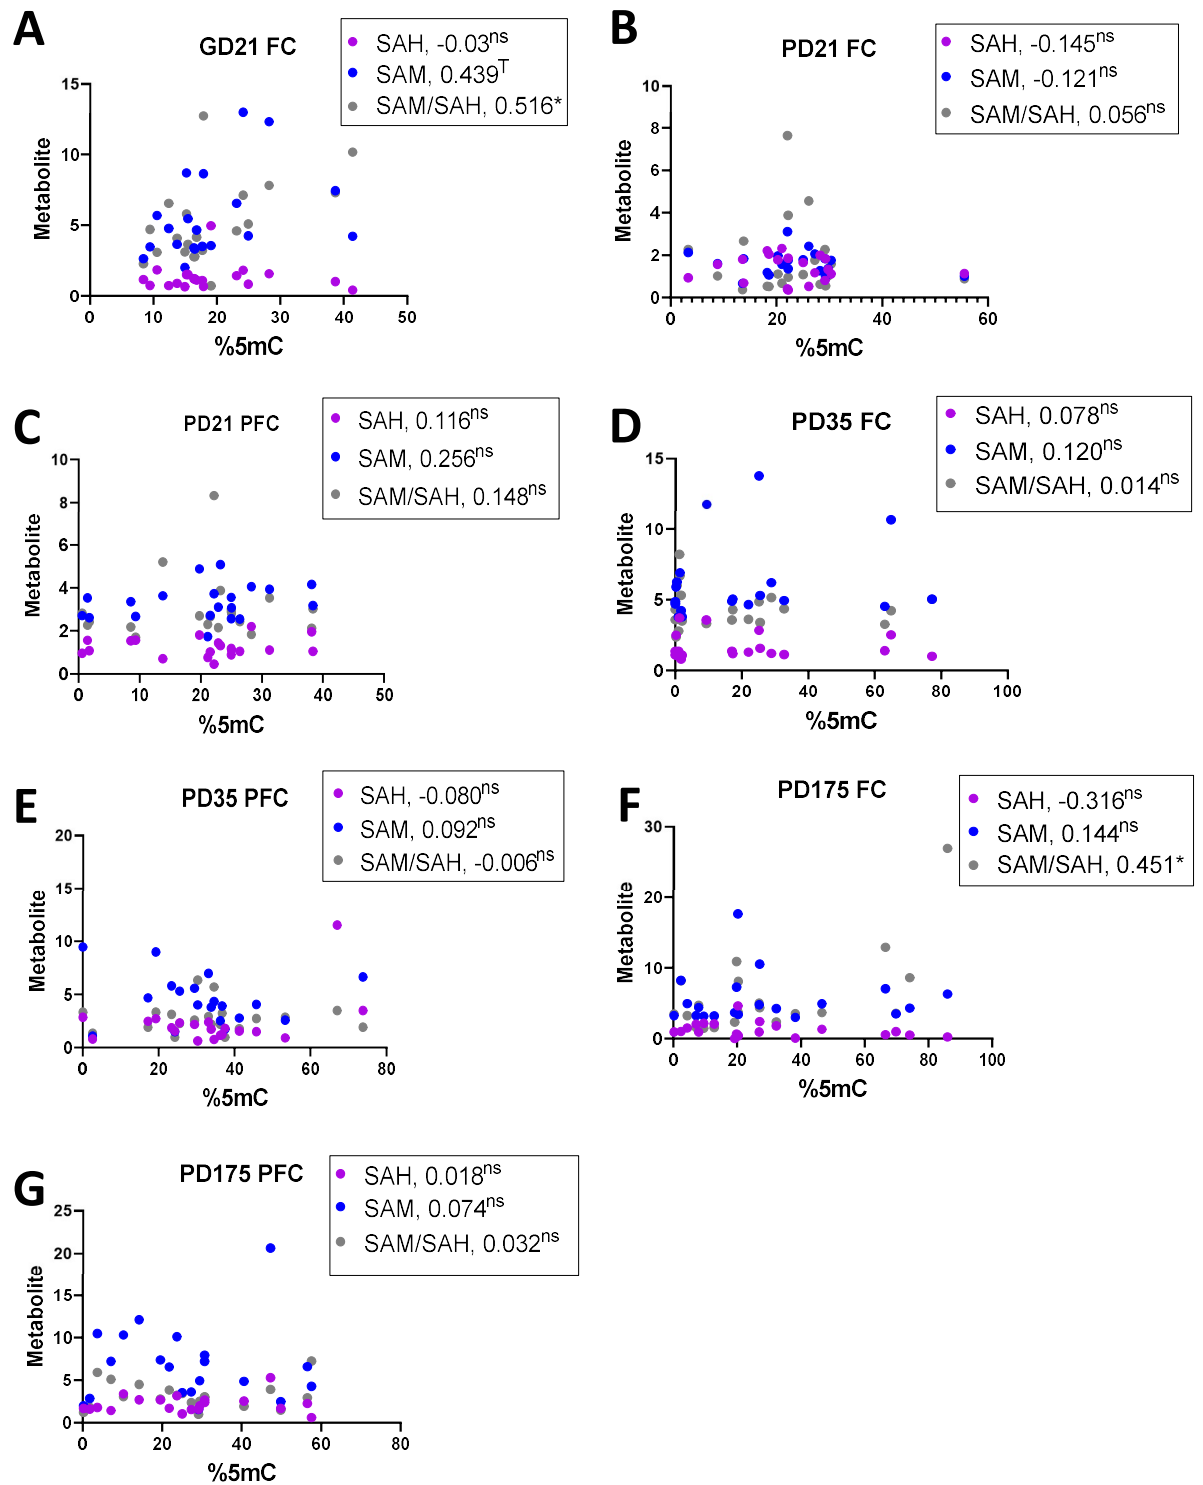 A
GD21 FC
SAH, -0.03ns
SAM, 0.439T
SAM/SAH, 0.516*
Metabolite
15
10
5
0
0 10 20 30 40 50
%5mC
B
PD21 FC
SAH, -0.145ns
SAM, -0.121ns
SAM/SAH, 0.056ns
Metabolite
10
8
6
4
2
0
0 20 40 60
%5mC
C
PD21 PFC
SAH, 0.116ns
SAM, 0.256ns
SAM/SAH, 0.148ns
Metabolite
10
8
6
4
2
0
0 10 20 30 40 50
%5mC
D
PD35 FC
SAH, 0.078ns
SAM, 0.120ns
SAM/SAH, 0.014ns
Metabolite
15
10
5
0
0 20 40 60 80 100
%5mC
E
PD35 PFC
SAH, -0.080ns
SAM, 0.092ns
SAM/SAH, -0.006ns
Metabolite
20
15
10
5
0
0 20 40 60 80
%5mC
F
PD175 FC
SAH, -0.316ns
SAM, 0.144ns
SAM/SAH, 0.451*
Metabolite
30
20
10
0
0 20 40 60 80 100
%5mC
G
PD175 PFC
SAH, 0.018ns
SAM, 0.074ns
SAM/SAH, 0.032ns
Metabolite
25
20
15
10
5
0
0 20 40 60 80
%5mC